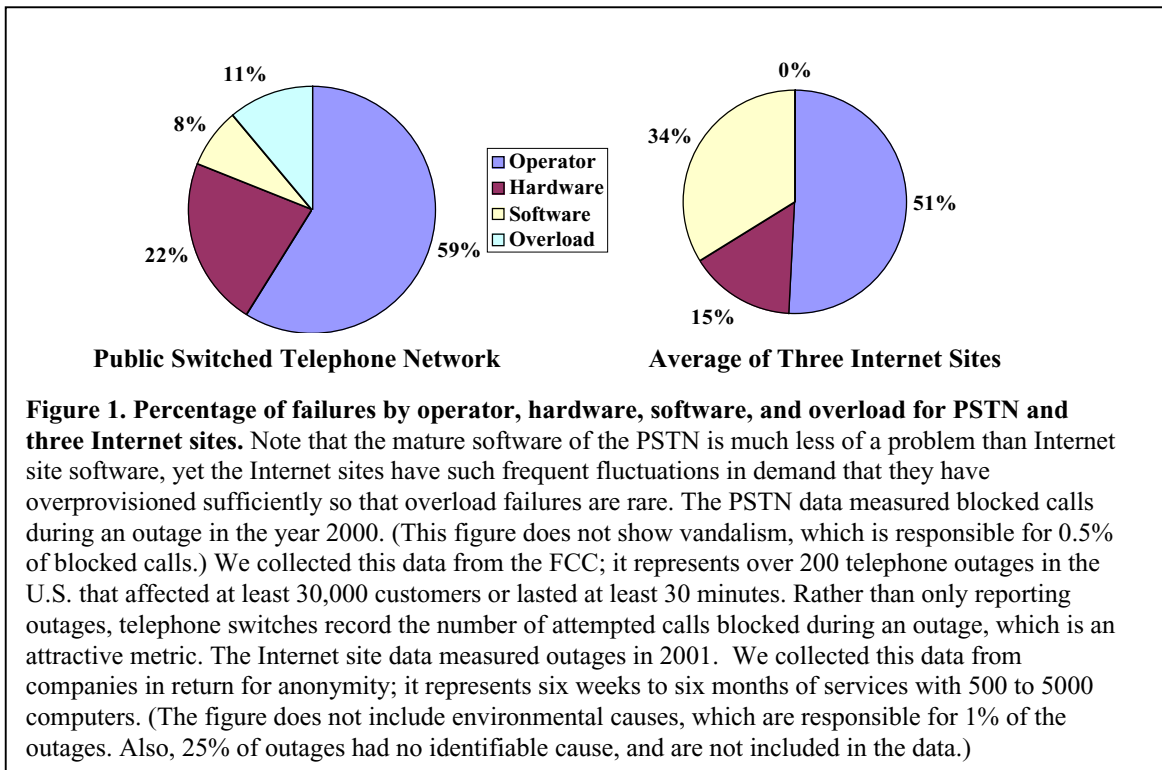 11%
8%
22%
59%
Operator
Hardware
Software
Overload
0%
34%
51%
15%
Public Switched Telephone Network
Average of Three Internet Sites
Figure 1. Percentage of failures by operator, hardware, software, and overload for PSTN and
three Internet sites. Note that the mature software of the PSTN is much less of a problem than Internet
site software, yet the Internet sites have such frequent fluctuations in demand that they have
overprovisioned sufficiently so that overload failures are rare. The PSTN data measured blocked calls
during an outage in the year 2000. (This figure does not show vandalism, which is responsible for 0.5%
of blocked calls.) We collected this data from the FCC; it represents over 200 telephone outages in the
U.S. that affected at least 30,000 customers or lasted at least 30 minutes. Rather than only reporting
outages, telephone switches record the number of attempted calls blocked during an outage, which is an
attractive metric. The Internet site data measured outages in 2001. We collected this data from
companies in return for anonymity; it represents six weeks to six months of services with 500 to 5000
computers. (The figure does not include environmental causes, which are responsible for 1% of the
outages. Also, 25% of outages had no identifiable cause, and are not included in the data.)